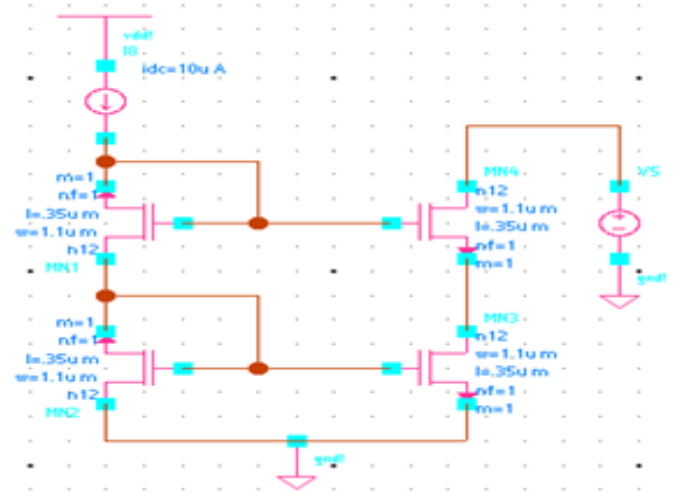 vdd!
I8
idc=10u A
m=1
nf=1
l=.35u m
w=1.1u m
n12
MN1
MN4
n12
w=1.1u m
l=.35u m
nf=1
m=1
V5
gnd!
m=1
nf=1
l=.35u m
w=1.1u m
n12
MN2
MN3
n12
w=1.1u m
l=.35u m
nf=1
m=1
gnd!